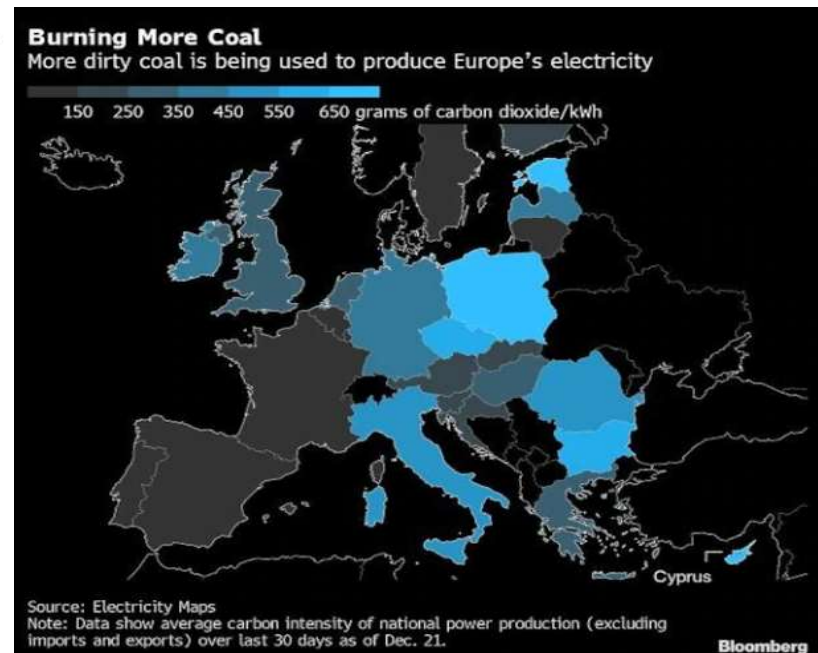 Burning More Coal
More dirty coal is being used to produce Europe's electricity
150 250 350 450 550 650 grams of carbon dioxide/kWh
Cyprus
Source: Electricity Maps
Note: Data show average carbon intensity of national power production (excluding
imports and exports) over last 30 days as of Dec. 21.
Bloomberg